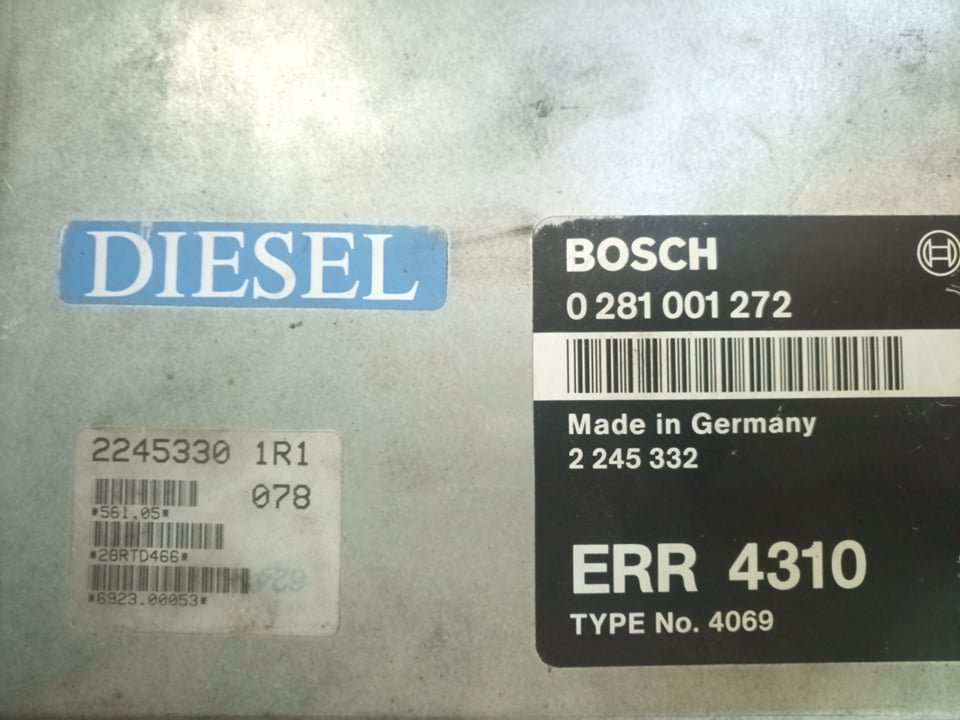 DIESEL
BOSCH
0 281 001 272
Made in Germany
2 245 332
ERR 4310
TYPE No. 4069
2245330 1R1
078
*561.05*
*28RTD466*
*6923.00053*